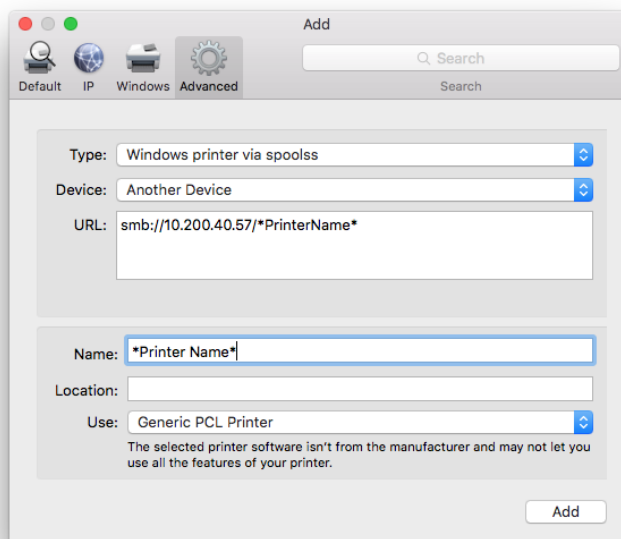 Add
Search
Default IP Windows Advanced Search
Type: Windows printer via spoolss
Device: Another Device
URL: smb://10.200.40.57/*PrinterName*
Name: *Printer Name*
Location:
Use: Generic PCL Printer
The selected printer software isn't from the manufacturer and may not let you
use all the features of your printer.
Add